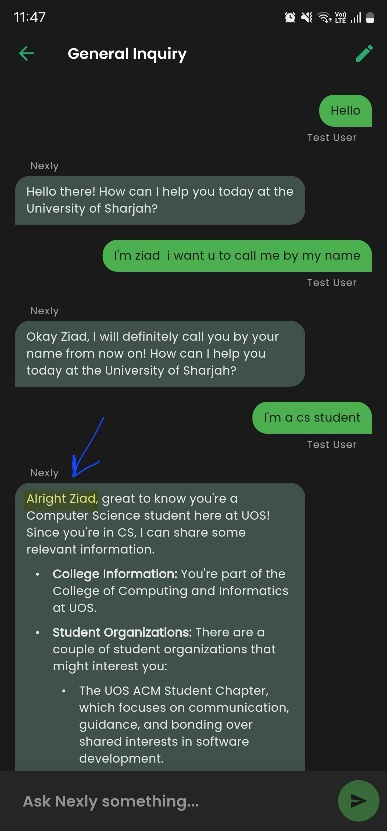 11:47
Vo))
LTE
General Inquiry
Hello
Test User
Nexly
Hello there! How can I help you today at the
University of Sharjah?
I'm ziad i want u to call me by my name
Test User
Nexly
Okay Ziad, I will definitely call you by your
name from now on! How can I help you
today at the University of Sharjah?
I'm a cs student
Test User
Nexly
Alright Ziad, great to know you're a
Computer Science student here at UOS!
Since you're in CS, I can share some
relevant information.
• College Information: You're part of the
College of Computing and Informatics
at UOS.
• Student Organizations: There are a
couple of student organizations that
might interest you:
• The UOS ACM Student Chapter,
which focuses on communication,
guidance, and bonding over
shared interests in software
development.
Ask Nexly something...